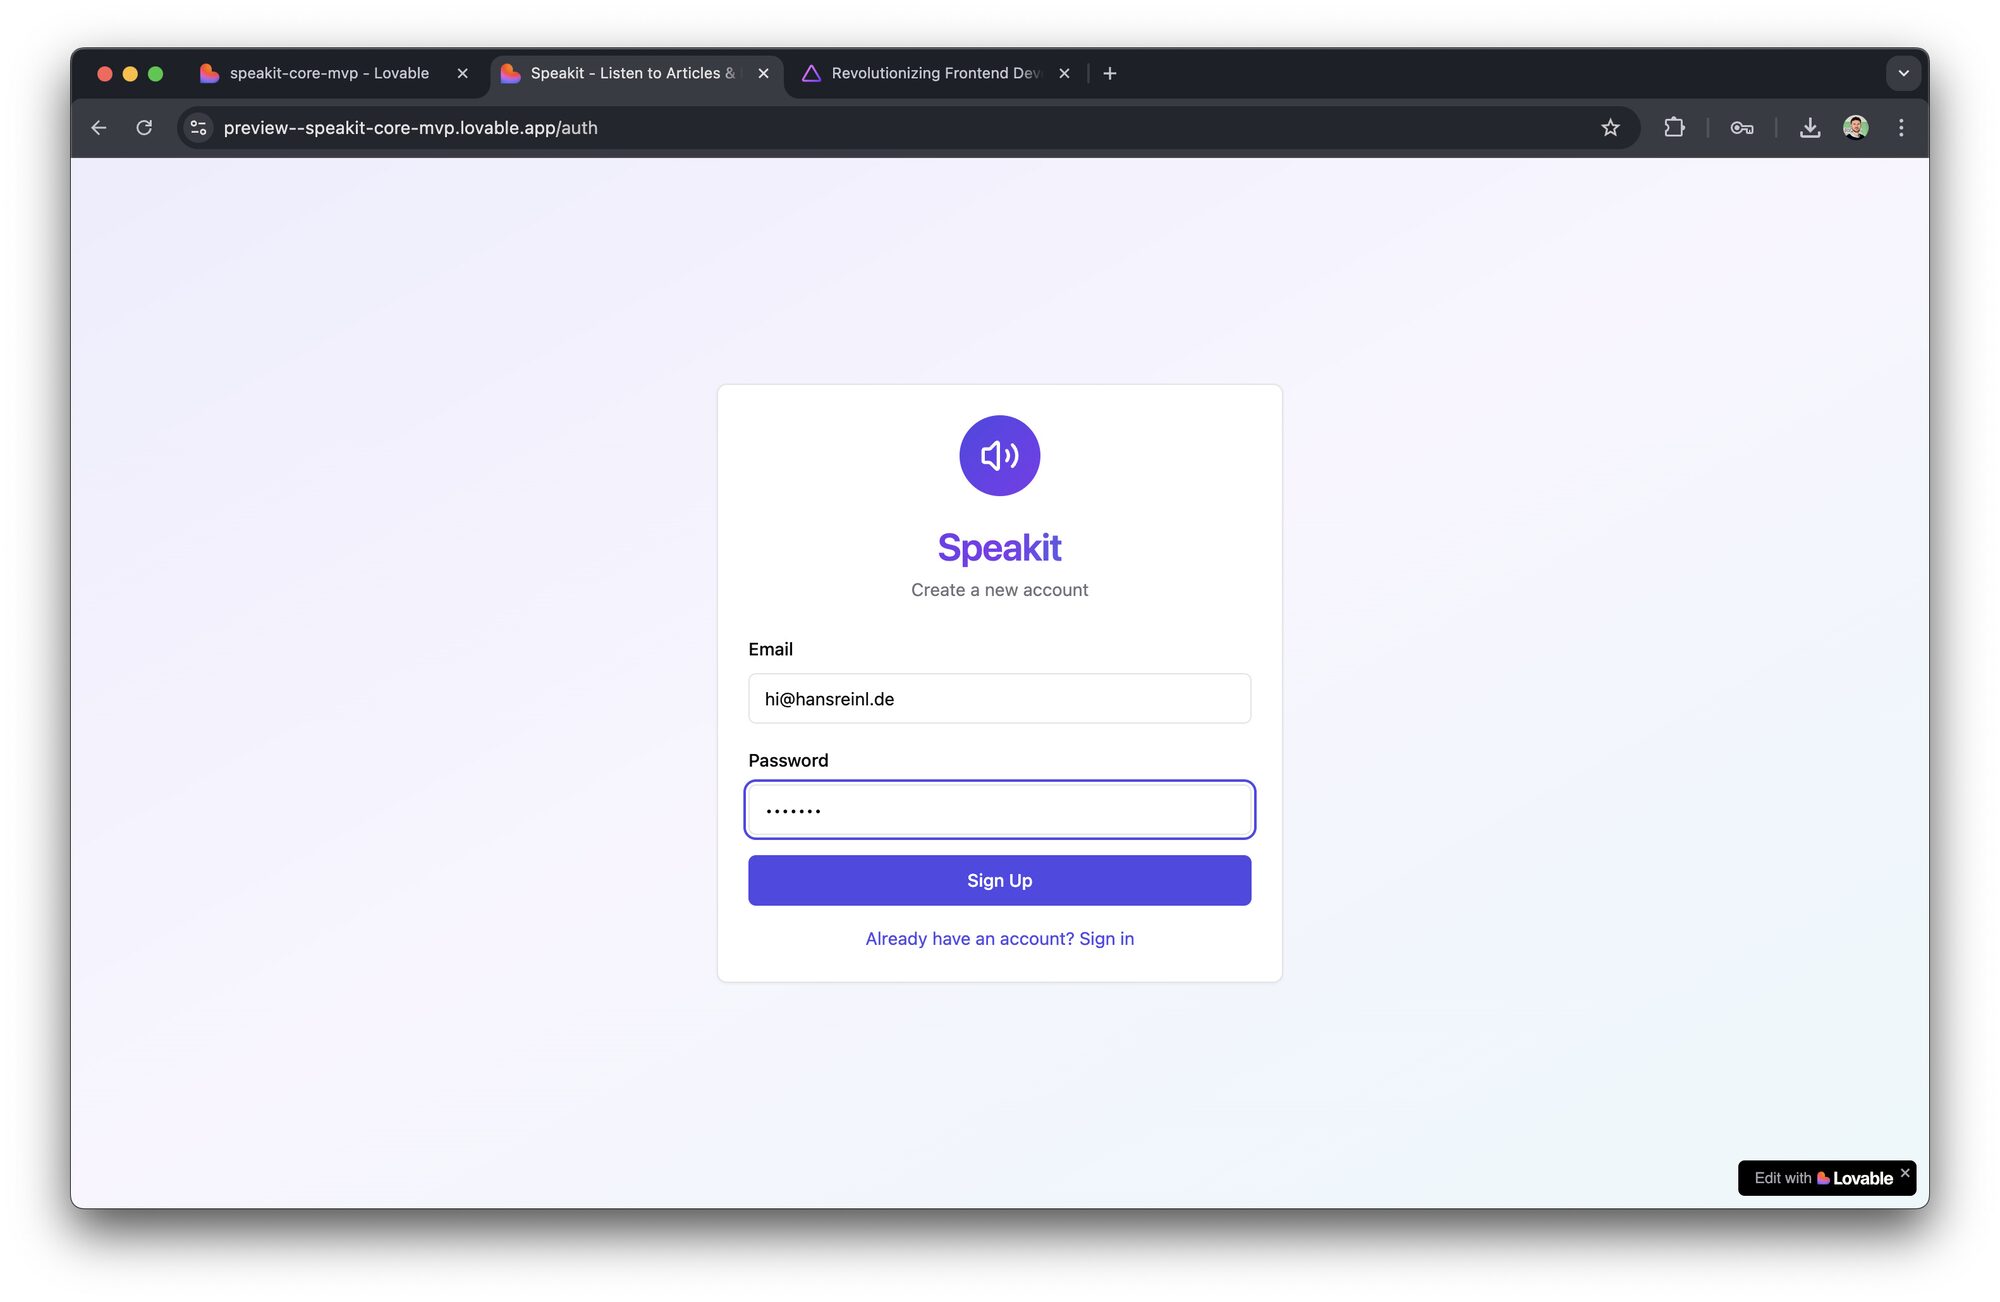 speakit-core-mvp - Lovable
Speakit - Listen to Articles &
Revolutionizing Frontend Dev
preview--speakit-core-mvp.lovable.app/auth
Speakit
Create a new account
Email
hi@hansreinl.de
Password
•••••••
Sign Up
Already have an account? Sign in
Edit with Lovable